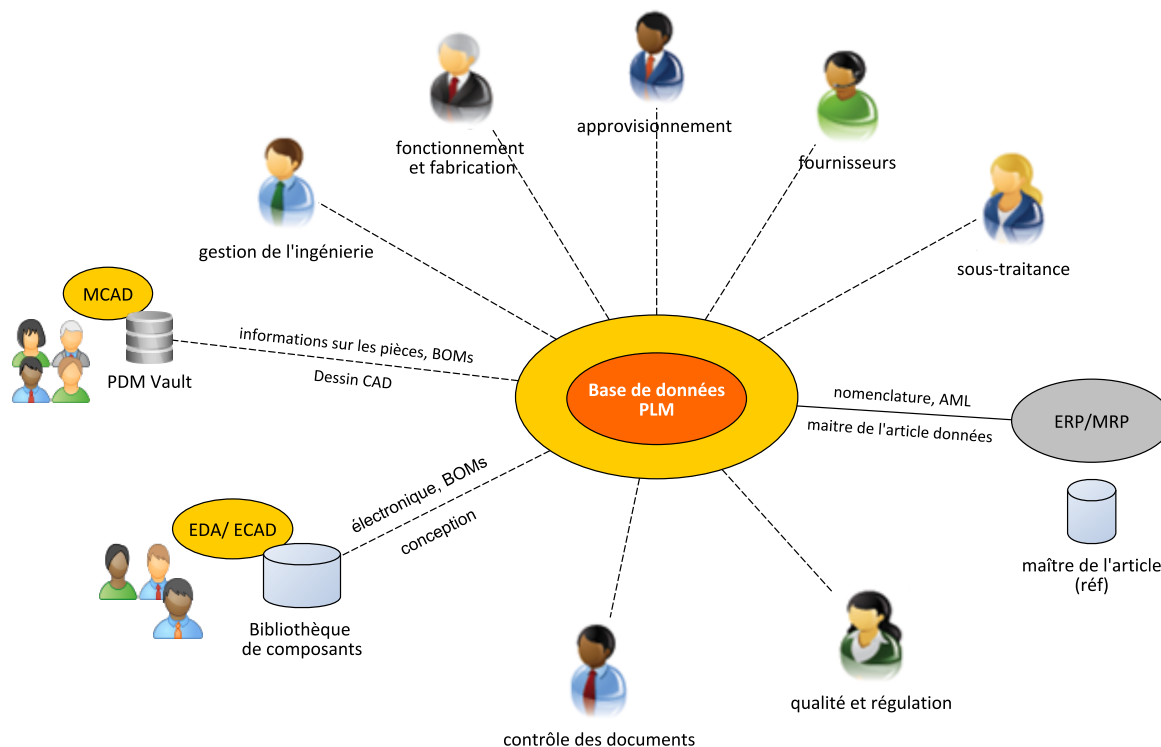 approvisionnement
fonctionnement
et fabrication
fournisseurs
gestion de l'ingénierie
sous-traitance
MCAD
PDM Vault
informations sur les pièces, BOMs
Dessin CAD
Base de données
PLM
nomenclature, AML
maitre de l'article données
ERP/MRP
maître de l'article
(réf)
EDA/ ECAD
électronique, BOMs
conception
Bibliothèque
de composants
contrôle des documents
qualité et régulation